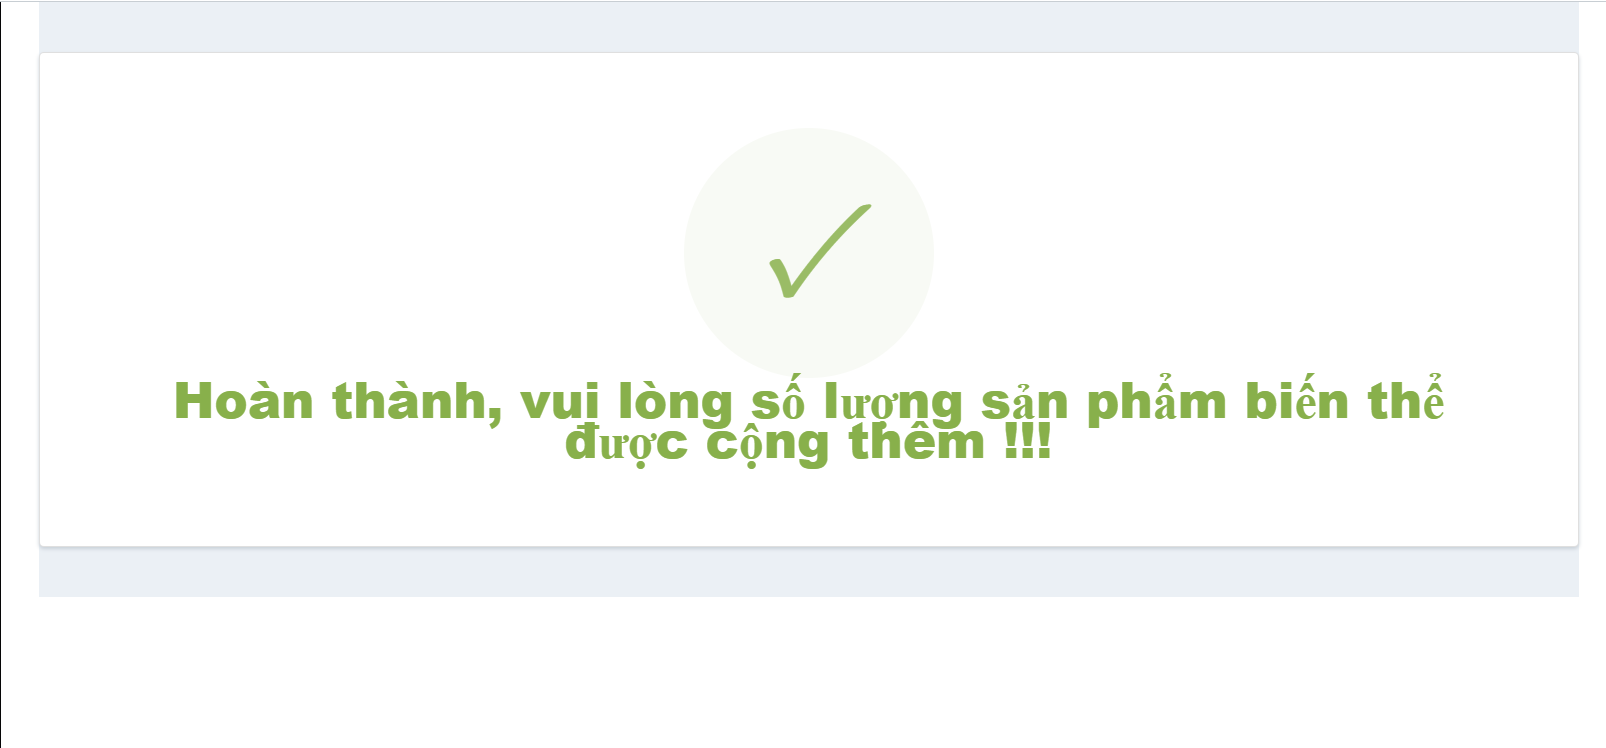 Hoàn thành, vui lòng số lượng sản phẩm biến thể
được cộng thêm !!!